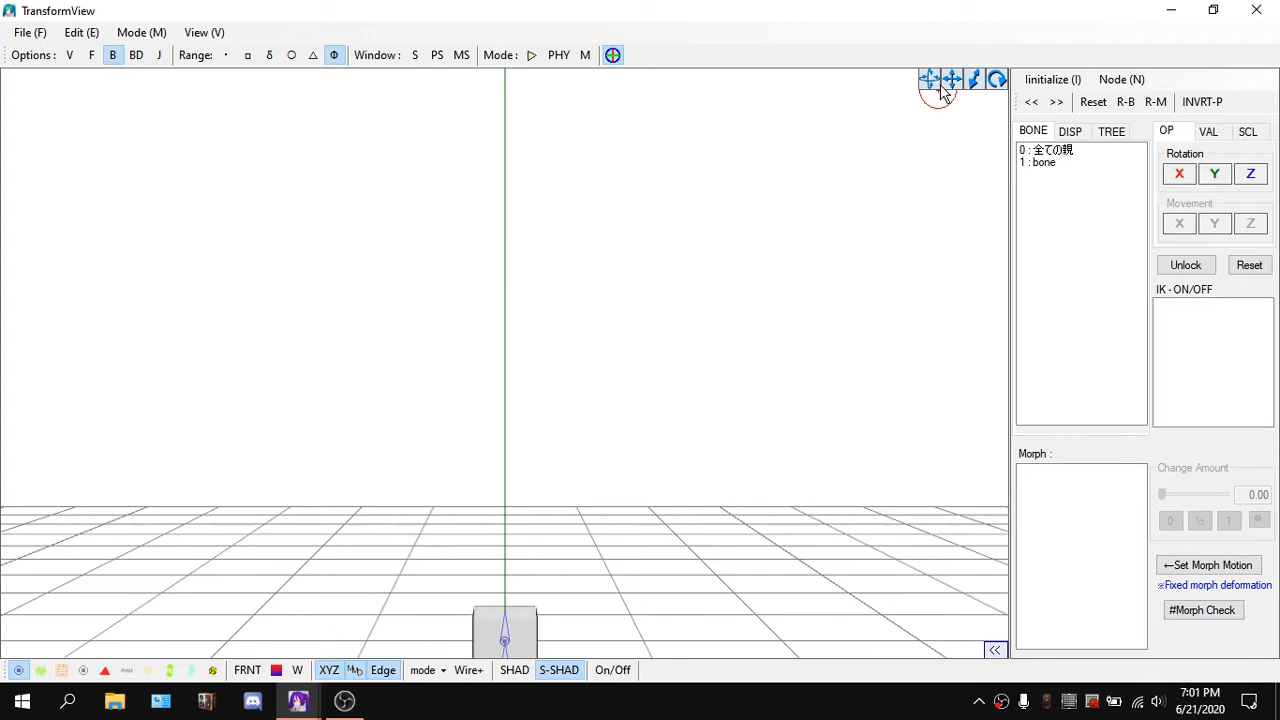 TransformView
File (F) Edit (E) Mode (M) View (V)
Options: V F B BD J Range: Window: S PS MS Mode: PHY M
Iinitialize (I) Node (N)
<< >> Reset R-B R-M INVRT-P
BONE DISP TREE OP VAL SCL
0 : 全ての親
1 : bone
Rotation
X Y Z
Movement
X Y Z
Unlock Reset
IK - ON/OFF
Morph :
Change Amount
0.00
0 ½ 1
←Set Morph Motion
※Fixed morph deformation
#Morph Check
<<
FRNT W XYZ Edge mode Wire+ SHAD S-SHAD On/Off
7:01 PM
6/21/2020